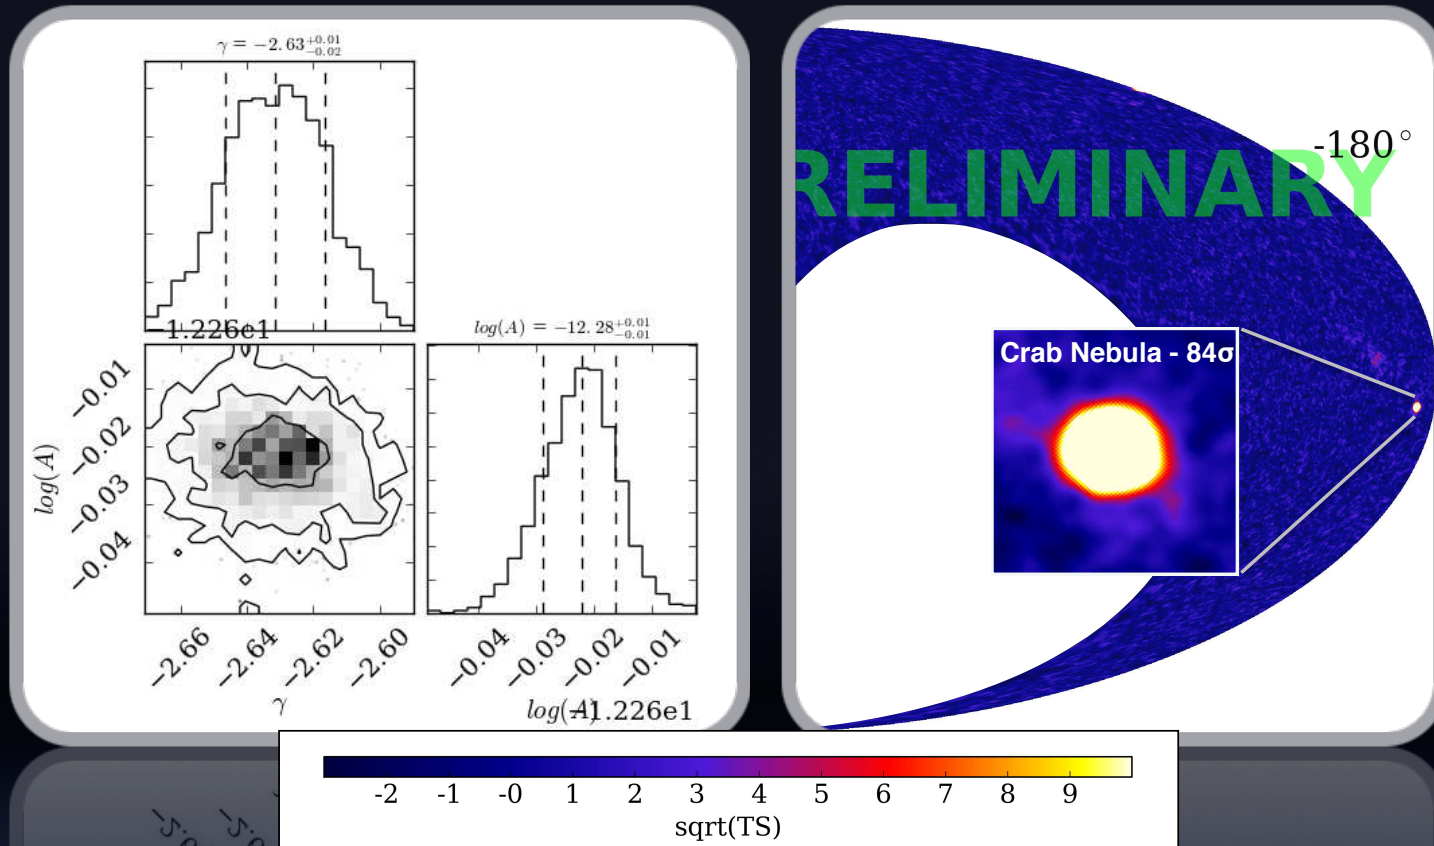 γ = −2.63+0.01 −0.02
−1.226e1
log(A) = −12.28+0.01 −0.01
−0.01
−0.02
−0.03
−0.04
log(A)
−2.66 −2.64 −2.62 −2.60
γ
−0.04 −0.03 −0.02 −0.01
log(A)
−1.226e1
-180°
RELIMINARY
Crab Nebula - 84σ
-2 -1 -0 1 2 3 4 5 6 7 8 9
sqrt(TS)